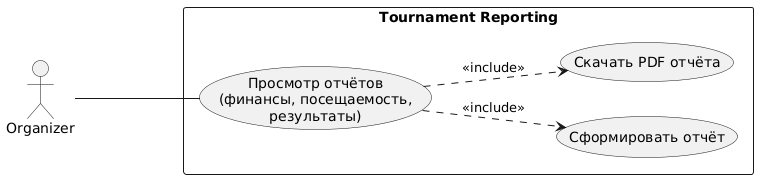 Tournament Reporting
Organizer
Просмотр отчётов
(финансы, посещаемость,
результаты)
«include»
Скачать PDF отчёта
«include»
Сформировать отчёт